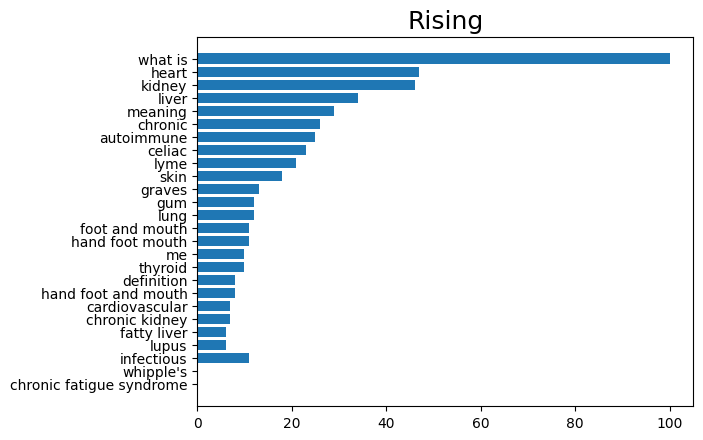 Rising
what is
heart
kidney
liver
meaning
chronic
autoimmune
celiac
lyme
skin
graves
gum
lung
foot and mouth
hand foot mouth
me
thyroid
definition
hand foot and mouth
cardiovascular
chronic kidney
fatty liver
lupus
infectious
whipple's
chronic fatigue syndrome
0 20 40 60 80 100